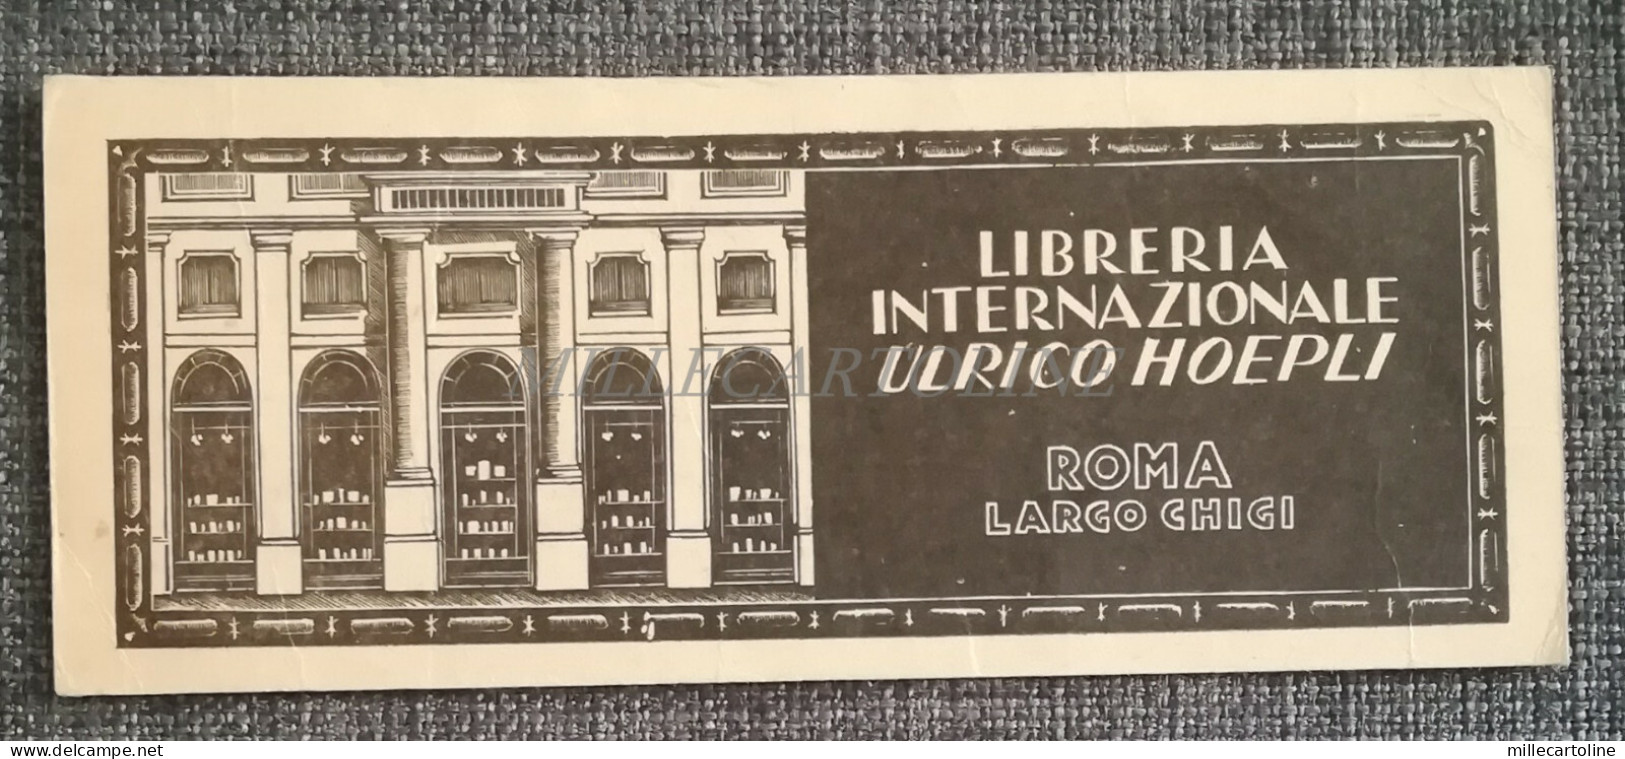 LIBRERIA
INTERNAZIONALE
ULRICO HOEPLI
MILLECARTOLINE
ROMA
LARGO CHIGI
www.delcampe.net
millecartoline